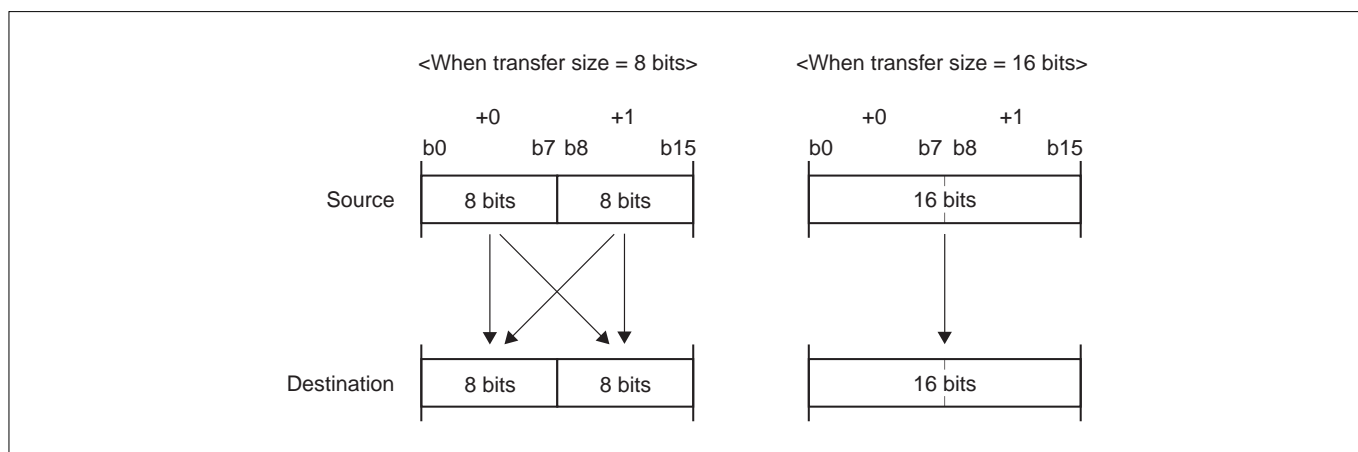 <When transfer size = 8 bits> <When transfer size = 16 bits>
+0 +1 +0 +1
b0 b7 b8 b15 b0 b7 b8 b15
Source 8 bits 8 bits 16 bits
Destination 8 bits 8 bits 16 bits